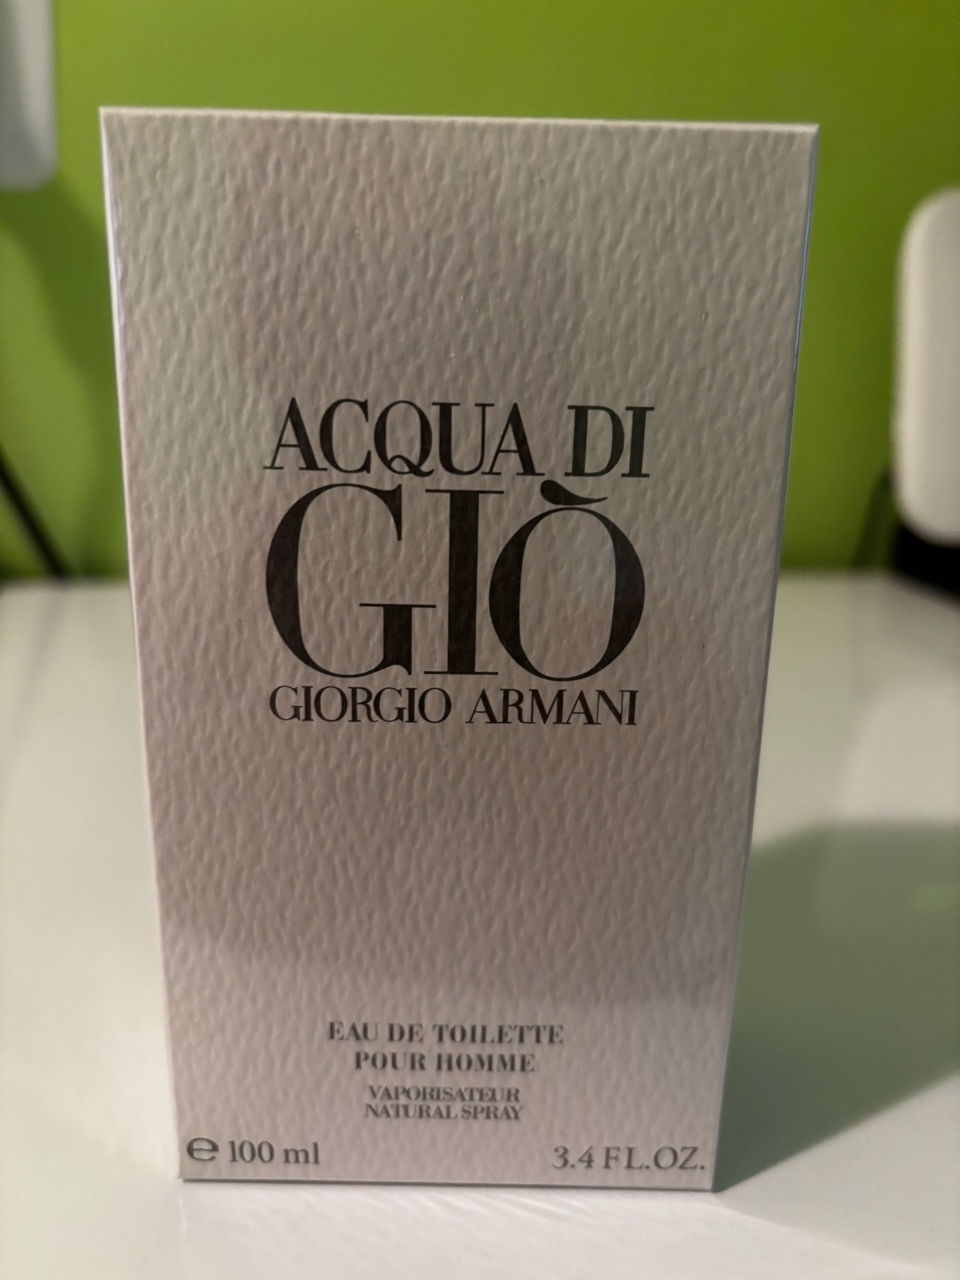 ACQUA DI
GIÒ
GIORGIO ARMANI
EAU DE TOILETTE
POUR HOMME
VAPORISATEUR
NATURAL SPRAY
℮ 100 ml 3.4 FL.OZ.